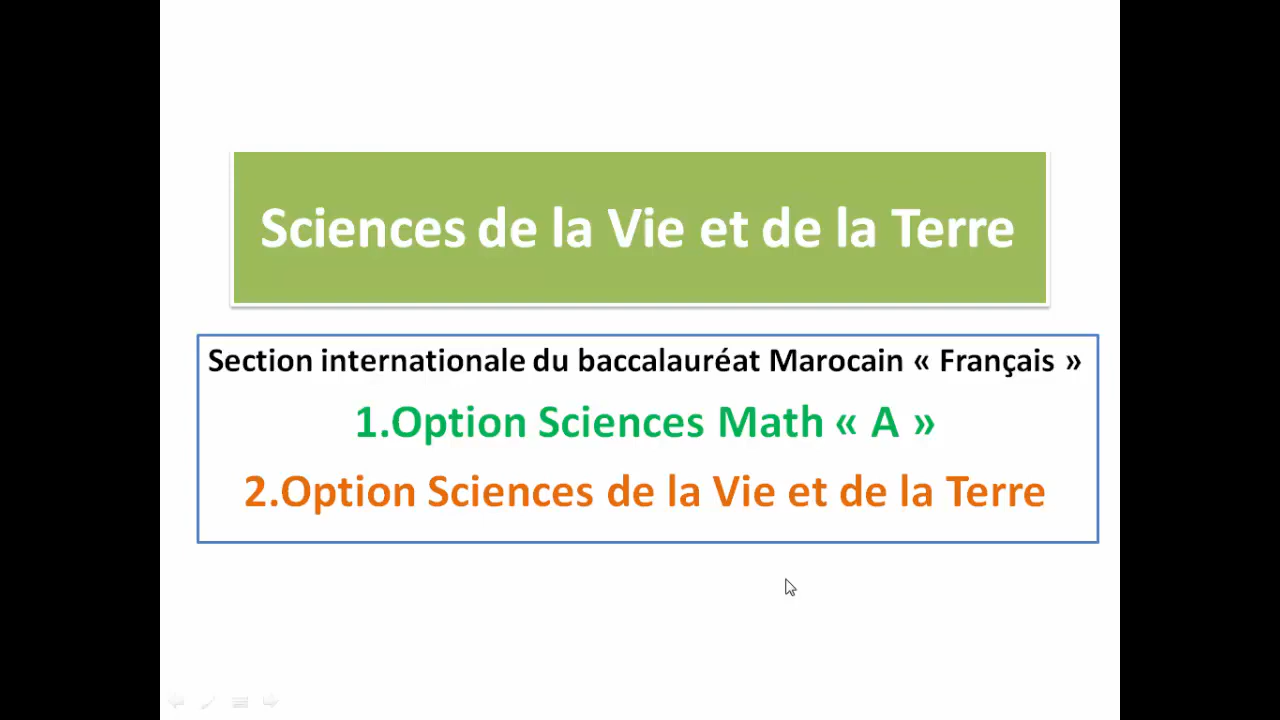 Sciences de la Vie et de la Terre
Section internationale du baccalauréat Marocain « Français »
1.Option Sciences Math « A »
2.Option Sciences de la Vie et de la Terre